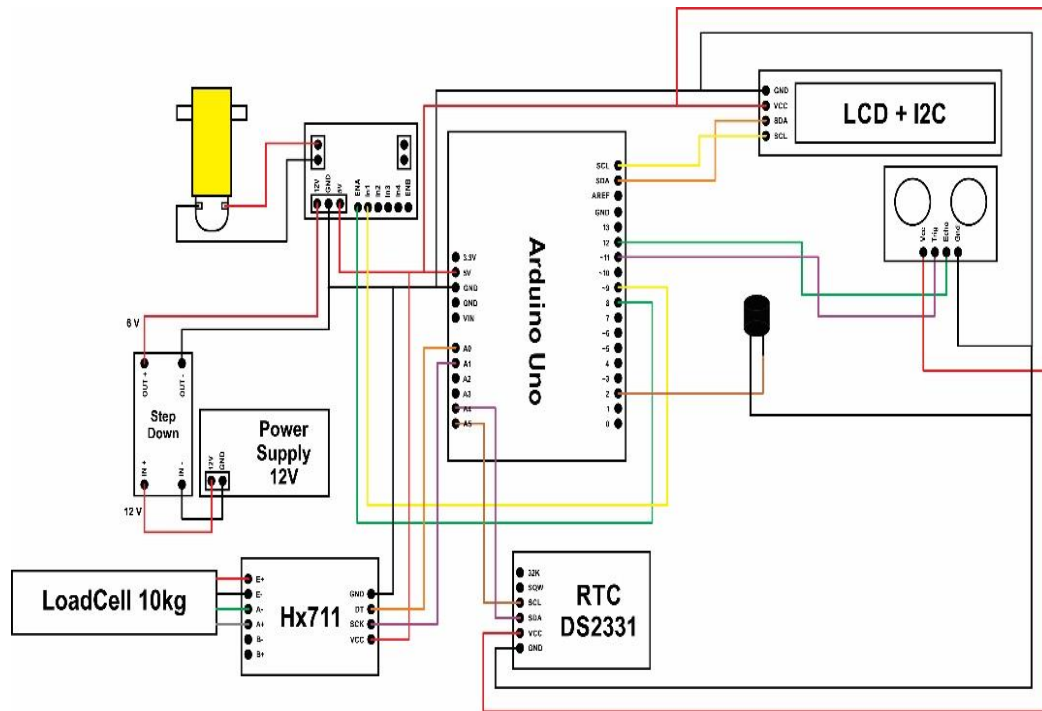 GND
VCC
SDA
SCL
LCD + I2C
12V
GND
5V
ENA
In1
In2
In3
In4
ENB
SCL
SDA
AREF
GND
13
12
~11
~10
~9
8
7
~6
~5
4
~3
2
1
0
Arduino Uno
3.3V
5V
GND
GND
VIN
A0
A1
A2
A3
A4
A5
Vcc
Trig
Echo
Gnd
6 V
OUT +
OUT -
Step
Down
IN +
IN -
12 V
Power
Supply
12V
12V
GND
LoadCell 10kg
E+
E-
A-
A+
B-
B+
Hx711
GND
DT
SCK
VCC
32K
SQW
SCL
SDA
VCC
GND
RTC
DS2331